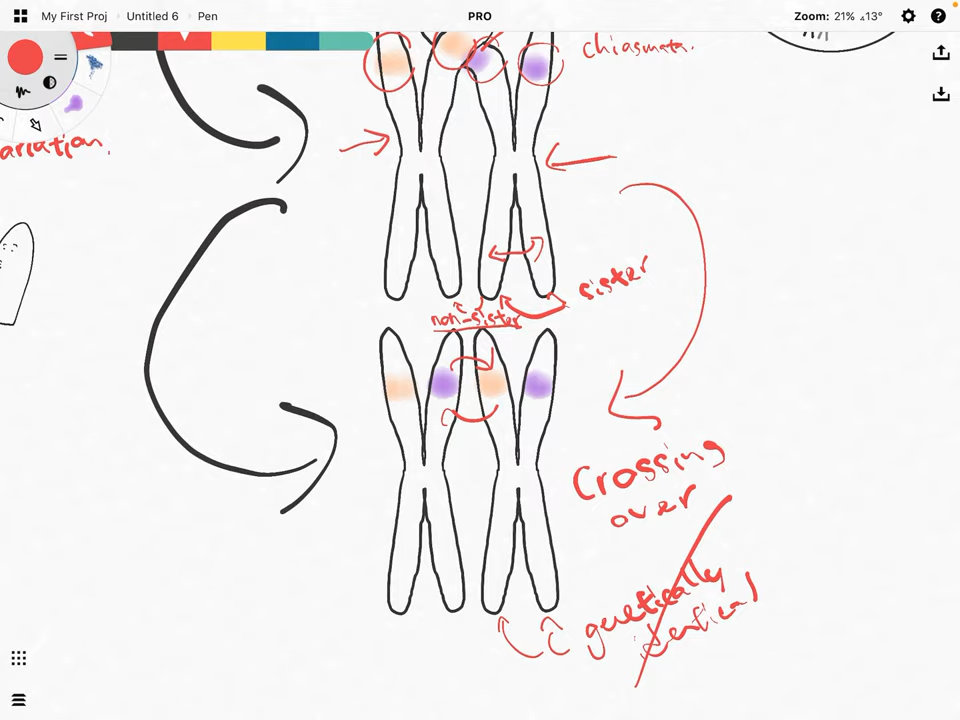 My First Proj Untitled 6 Pen
PRO
Zoom: 21% ⊿13°
chiasmata.
ariation.
sister
non-sister
Crossing
over
genetically
identical